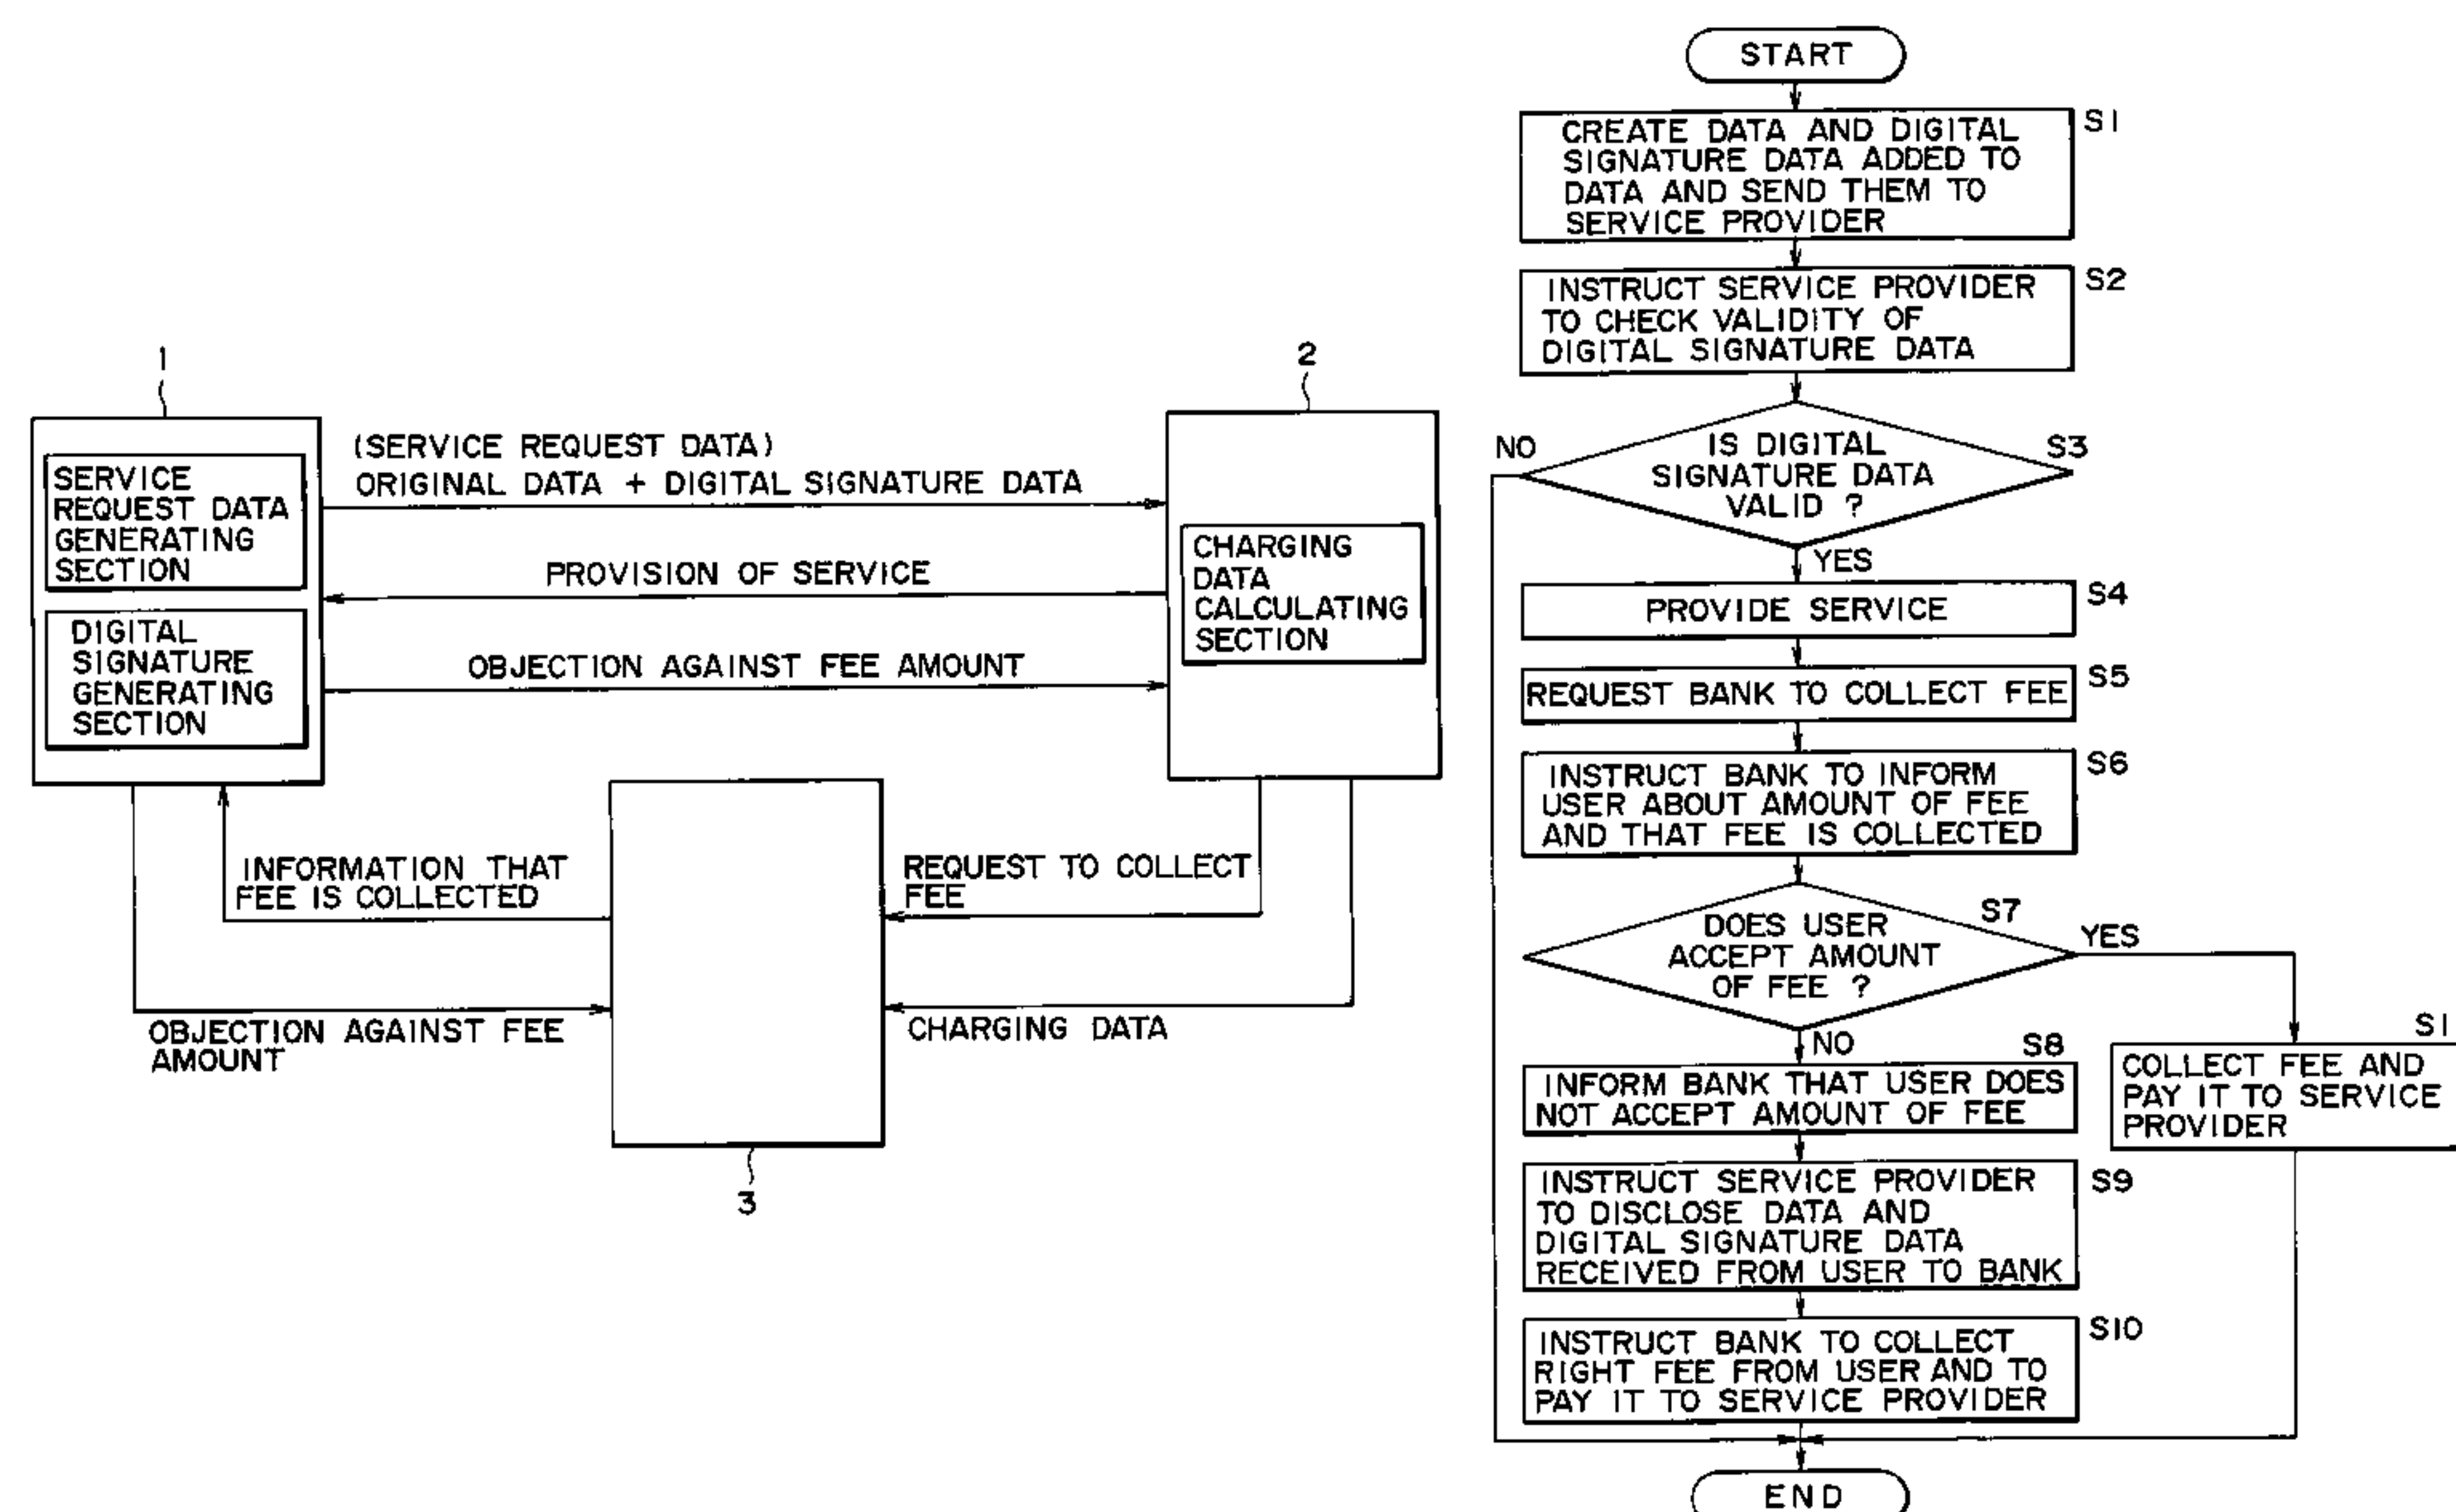 1
SERVICE
REQUEST DATA
GENERATING
SECTION
DIGITAL
SIGNATURE
GENERATING
SECTION
(SERVICE REQUEST DATA)
ORIGINAL DATA + DIGITAL SIGNATURE DATA
PROVISION OF SERVICE
OBJECTION AGAINST FEE AMOUNT
2
CHARGING
DATA
CALCULATING
SECTION
INFORMATION THAT
FEE IS COLLECTED
REQUEST TO COLLECT
FEE
OBJECTION AGAINST FEE
AMOUNT
CHARGING DATA
3
START
CREATE DATA AND DIGITAL
SIGNATURE DATA ADDED TO
DATA AND SEND THEM TO
SERVICE PROVIDER
S1
INSTRUCT SERVICE PROVIDER
TO CHECK VALIDITY OF
DIGITAL SIGNATURE DATA
S2
NO
IS DIGITAL
SIGNATURE DATA
VALID ?
S3
YES
PROVIDE SERVICE
S4
REQUEST BANK TO COLLECT FEE
S5
INSTRUCT BANK TO INFORM
USER ABOUT AMOUNT OF FEE
AND THAT FEE IS COLLECTED
S6
DOES USER
ACCEPT AMOUNT
OF FEE ?
S7
YES
NO
S8
INFORM BANK THAT USER DOES
NOT ACCEPT AMOUNT OF FEE
S1
COLLECT FEE AND
PAY IT TO SERVICE
PROVIDER
INSTRUCT SERVICE PROVIDER
TO DISCLOSE DATA AND
DIGITAL SIGNATURE DATA
RECEIVED FROM USER TO BANK
S9
INSTRUCT BANK TO COLLECT
RIGHT FEE FROM USER AND TO
PAY IT TO SERVICE PROVIDER
S10
END